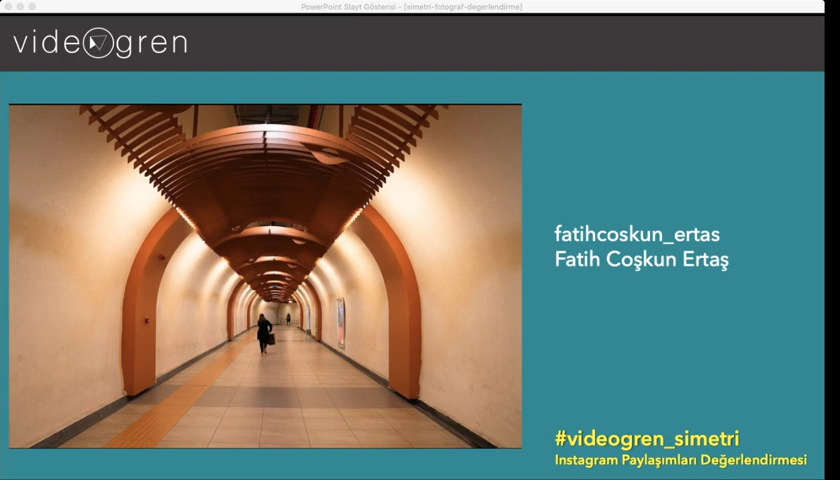 PowerPoint Slayt Gösterisi - [simetri-fotograf-degerlendirme]
videogren
fatihcoskun_ertas
Fatih Coşkun Ertaş
#videogren_simetri
Instagram Paylaşımları Değerlendirmesi